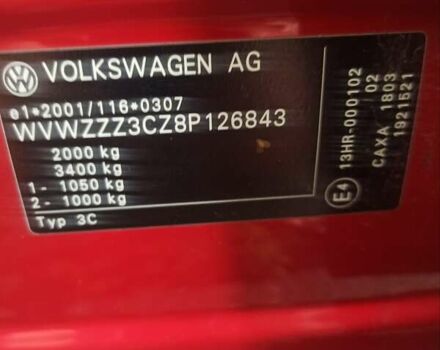 VOLKSWAGEN AG
e1*2001/116*0307
WVWZZZ3CZ8P126843
2000 kg
3400 kg
1- 1050 kg
2- 1000 kg
Typ 3C
E4
13HR-000102
02
CAXA 1803
1921521